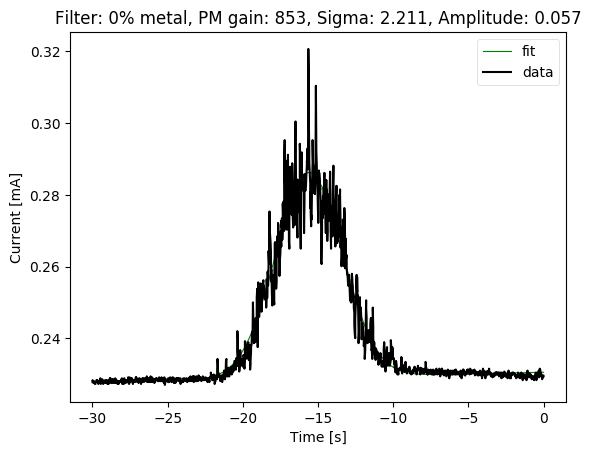 Filter: 0% metal, PM gain: 853, Sigma: 2.211, Amplitude: 0.057
fit
data
0.32
0.30
0.28
0.26
0.24
Current [mA]
−30
−25
−20
−15
−10
−5
0
Time [s]